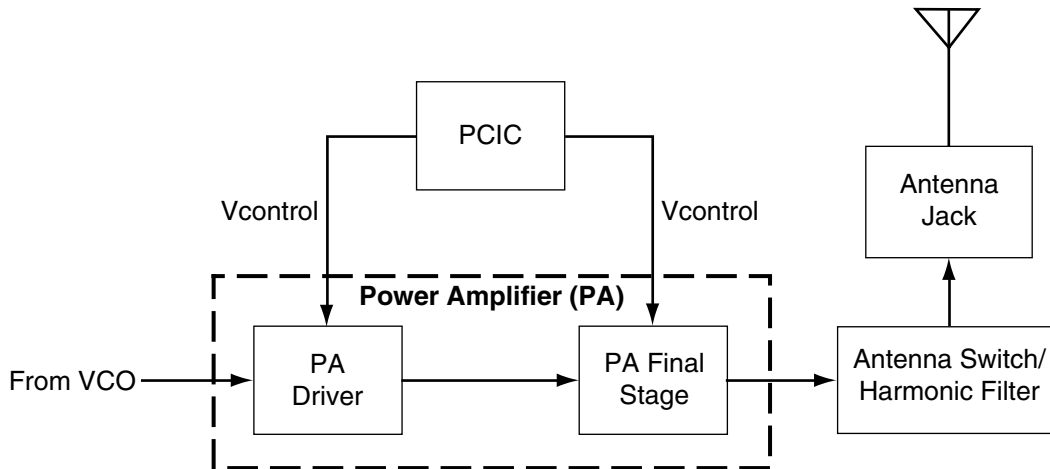 PCIC
Antenna
Jack
Vcontrol
Vcontrol
Power Amplifier (PA)
From VCO
PA
Driver
PA Final
Stage
Antenna Switch/
Harmonic Filter